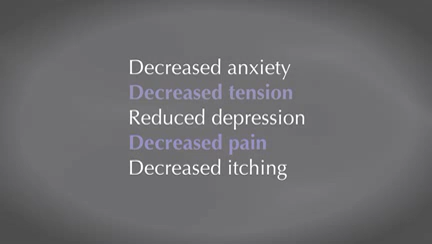 Decreased anxiety
Decreased tension
Reduced depression
Decreased pain
Decreased itching